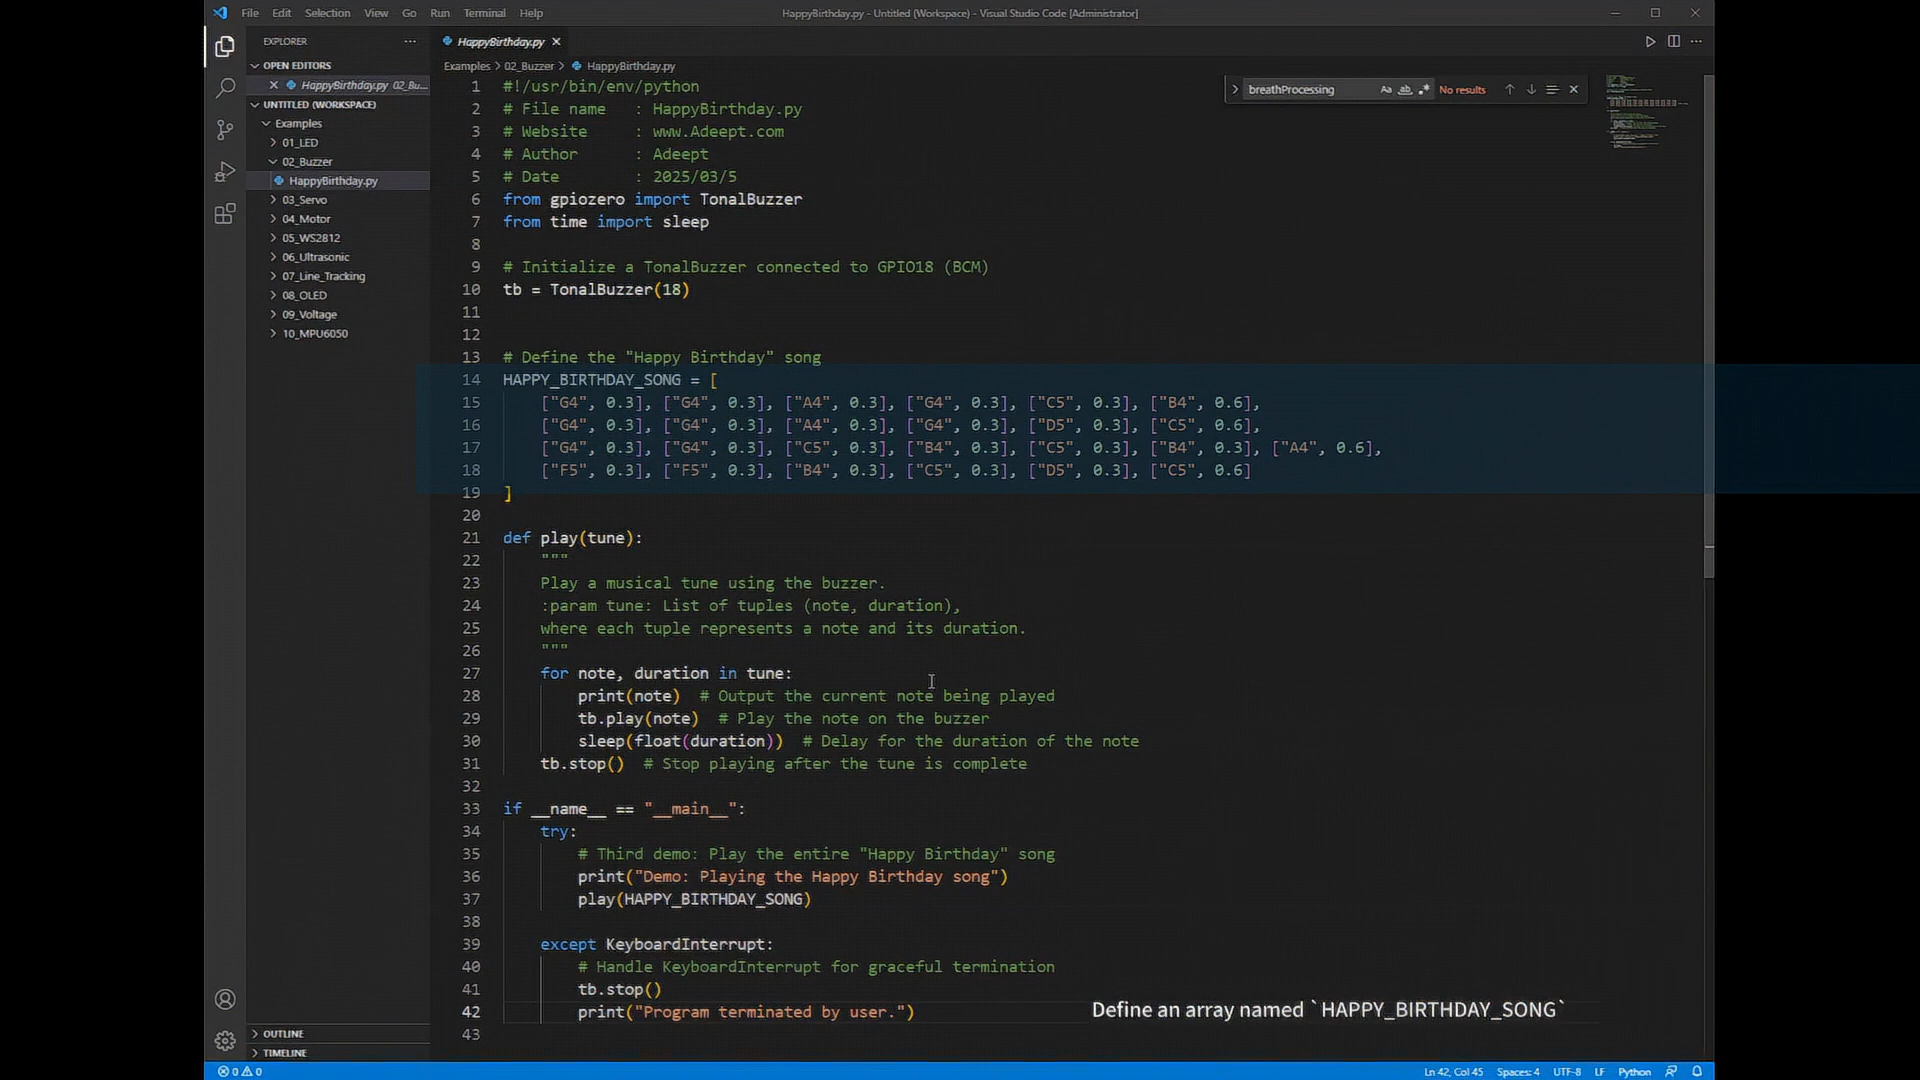 File Edit Selection View Go Run Terminal Help
HappyBirthday.py - Untitled (Workspace) - Visual Studio Code [Administrator]
EXPLORER
OPEN EDITORS
HappyBirthday.py 02_Bu...
UNTITLED (WORKSPACE)
Examples
01_LED
02_Buzzer
HappyBirthday.py
03_Servo
04_Motor
05_WS2812
06_Ultrasonic
07_Line_Tracking
08_OLED
09_Voltage
10_MPU6050
OUTLINE
TIMELINE
HappyBirthday.py
Examples > 02_Buzzer > HappyBirthday.py
breathProcessing Aa ab .* No results
1 #!/usr/bin/env/python
2 # File name   : HappyBirthday.py
3 # Website     : www.Adeept.com
4 # Author      : Adeept
5 # Date        : 2025/03/5
6 from gpiozero import TonalBuzzer
7 from time import sleep
8
9 # Initialize a TonalBuzzer connected to GPIO18 (BCM)
10 tb = TonalBuzzer(18)
11
12
13 # Define the "Happy Birthday" song
14 HAPPY_BIRTHDAY_SONG = [
15     ["G4", 0.3], ["G4", 0.3], ["A4", 0.3], ["G4", 0.3], ["C5", 0.3], ["B4", 0.6],
16     ["G4", 0.3], ["G4", 0.3], ["A4", 0.3], ["G4", 0.3], ["D5", 0.3], ["C5", 0.6],
17     ["G4", 0.3], ["G4", 0.3], ["C5", 0.3], ["B4", 0.3], ["C5", 0.3], ["B4", 0.3], ["A4", 0.6],
18     ["F5", 0.3], ["F5", 0.3], ["B4", 0.3], ["C5", 0.3], ["D5", 0.3], ["C5", 0.6]
19 ]
20
21 def play(tune):
22     """
23     Play a musical tune using the buzzer.
24     :param tune: List of tuples (note, duration),
25     where each tuple represents a note and its duration.
26     """
27     for note, duration in tune:
28         print(note)  # Output the current note being played
29         tb.play(note)  # Play the note on the buzzer
30         sleep(float(duration))  # Delay for the duration of the note
31     tb.stop()  # Stop playing after the tune is complete
32
33 if __name__ == "__main__":
34     try:
35         # Third demo: Play the entire "Happy Birthday" song
36         print("Demo: Playing the Happy Birthday song")
37         play(HAPPY_BIRTHDAY_SONG)
38
39     except KeyboardInterrupt:
40         # Handle KeyboardInterrupt for graceful termination
41         tb.stop()
42         print("Program terminated by user.")
43
Define an array named `HAPPY_BIRTHDAY_SONG`
0 0
Ln 42, Col 45 Spaces: 4 UTF-8 LF Python